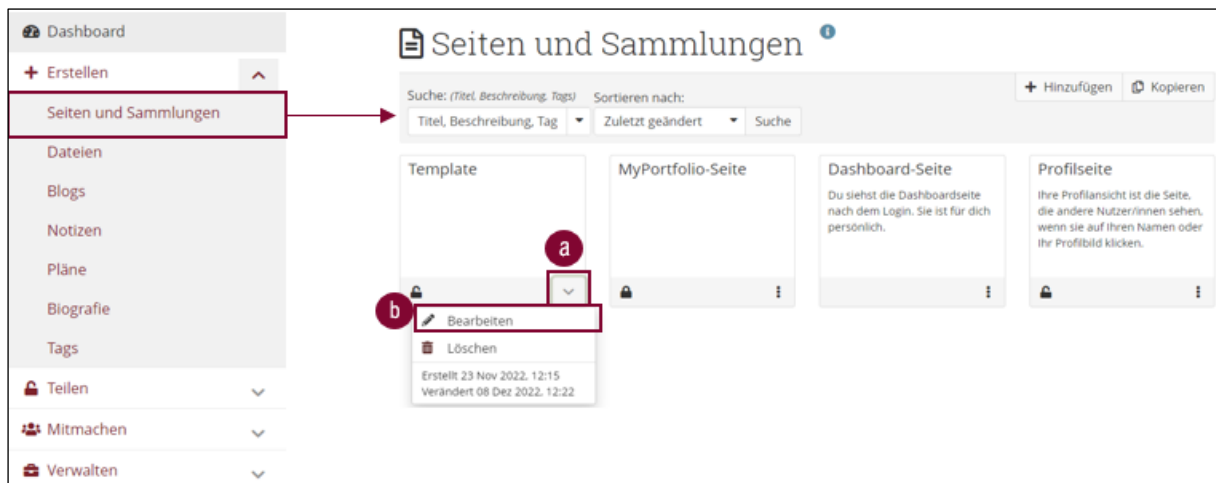 Dashboard
Erstellen
Seiten und Sammlungen
Dateien
Blogs
Notizen
Pläne
Biografie
Tags
Teilen
Mitmachen
Verwalten
Seiten und Sammlungen
Hinzufügen Kopieren
Suche: (Titel, Beschreibung, Tags) Sortieren nach:
Titel, Beschreibung, Tag Zuletzt geändert Suche
Template
a
b
Bearbeiten
Löschen
Erstellt 23 Nov 2022, 12:15
Verändert 08 Dez 2022, 12:22
MyPortfolio-Seite
Dashboard-Seite
Du siehst die Dashboardseite
nach dem Login. Sie ist für dich
persönlich.
Profilseite
Ihre Profilansicht ist die Seite,
die andere Nutzer/innen sehen,
wenn sie auf Ihren Namen oder
Ihr Profilbild klicken.